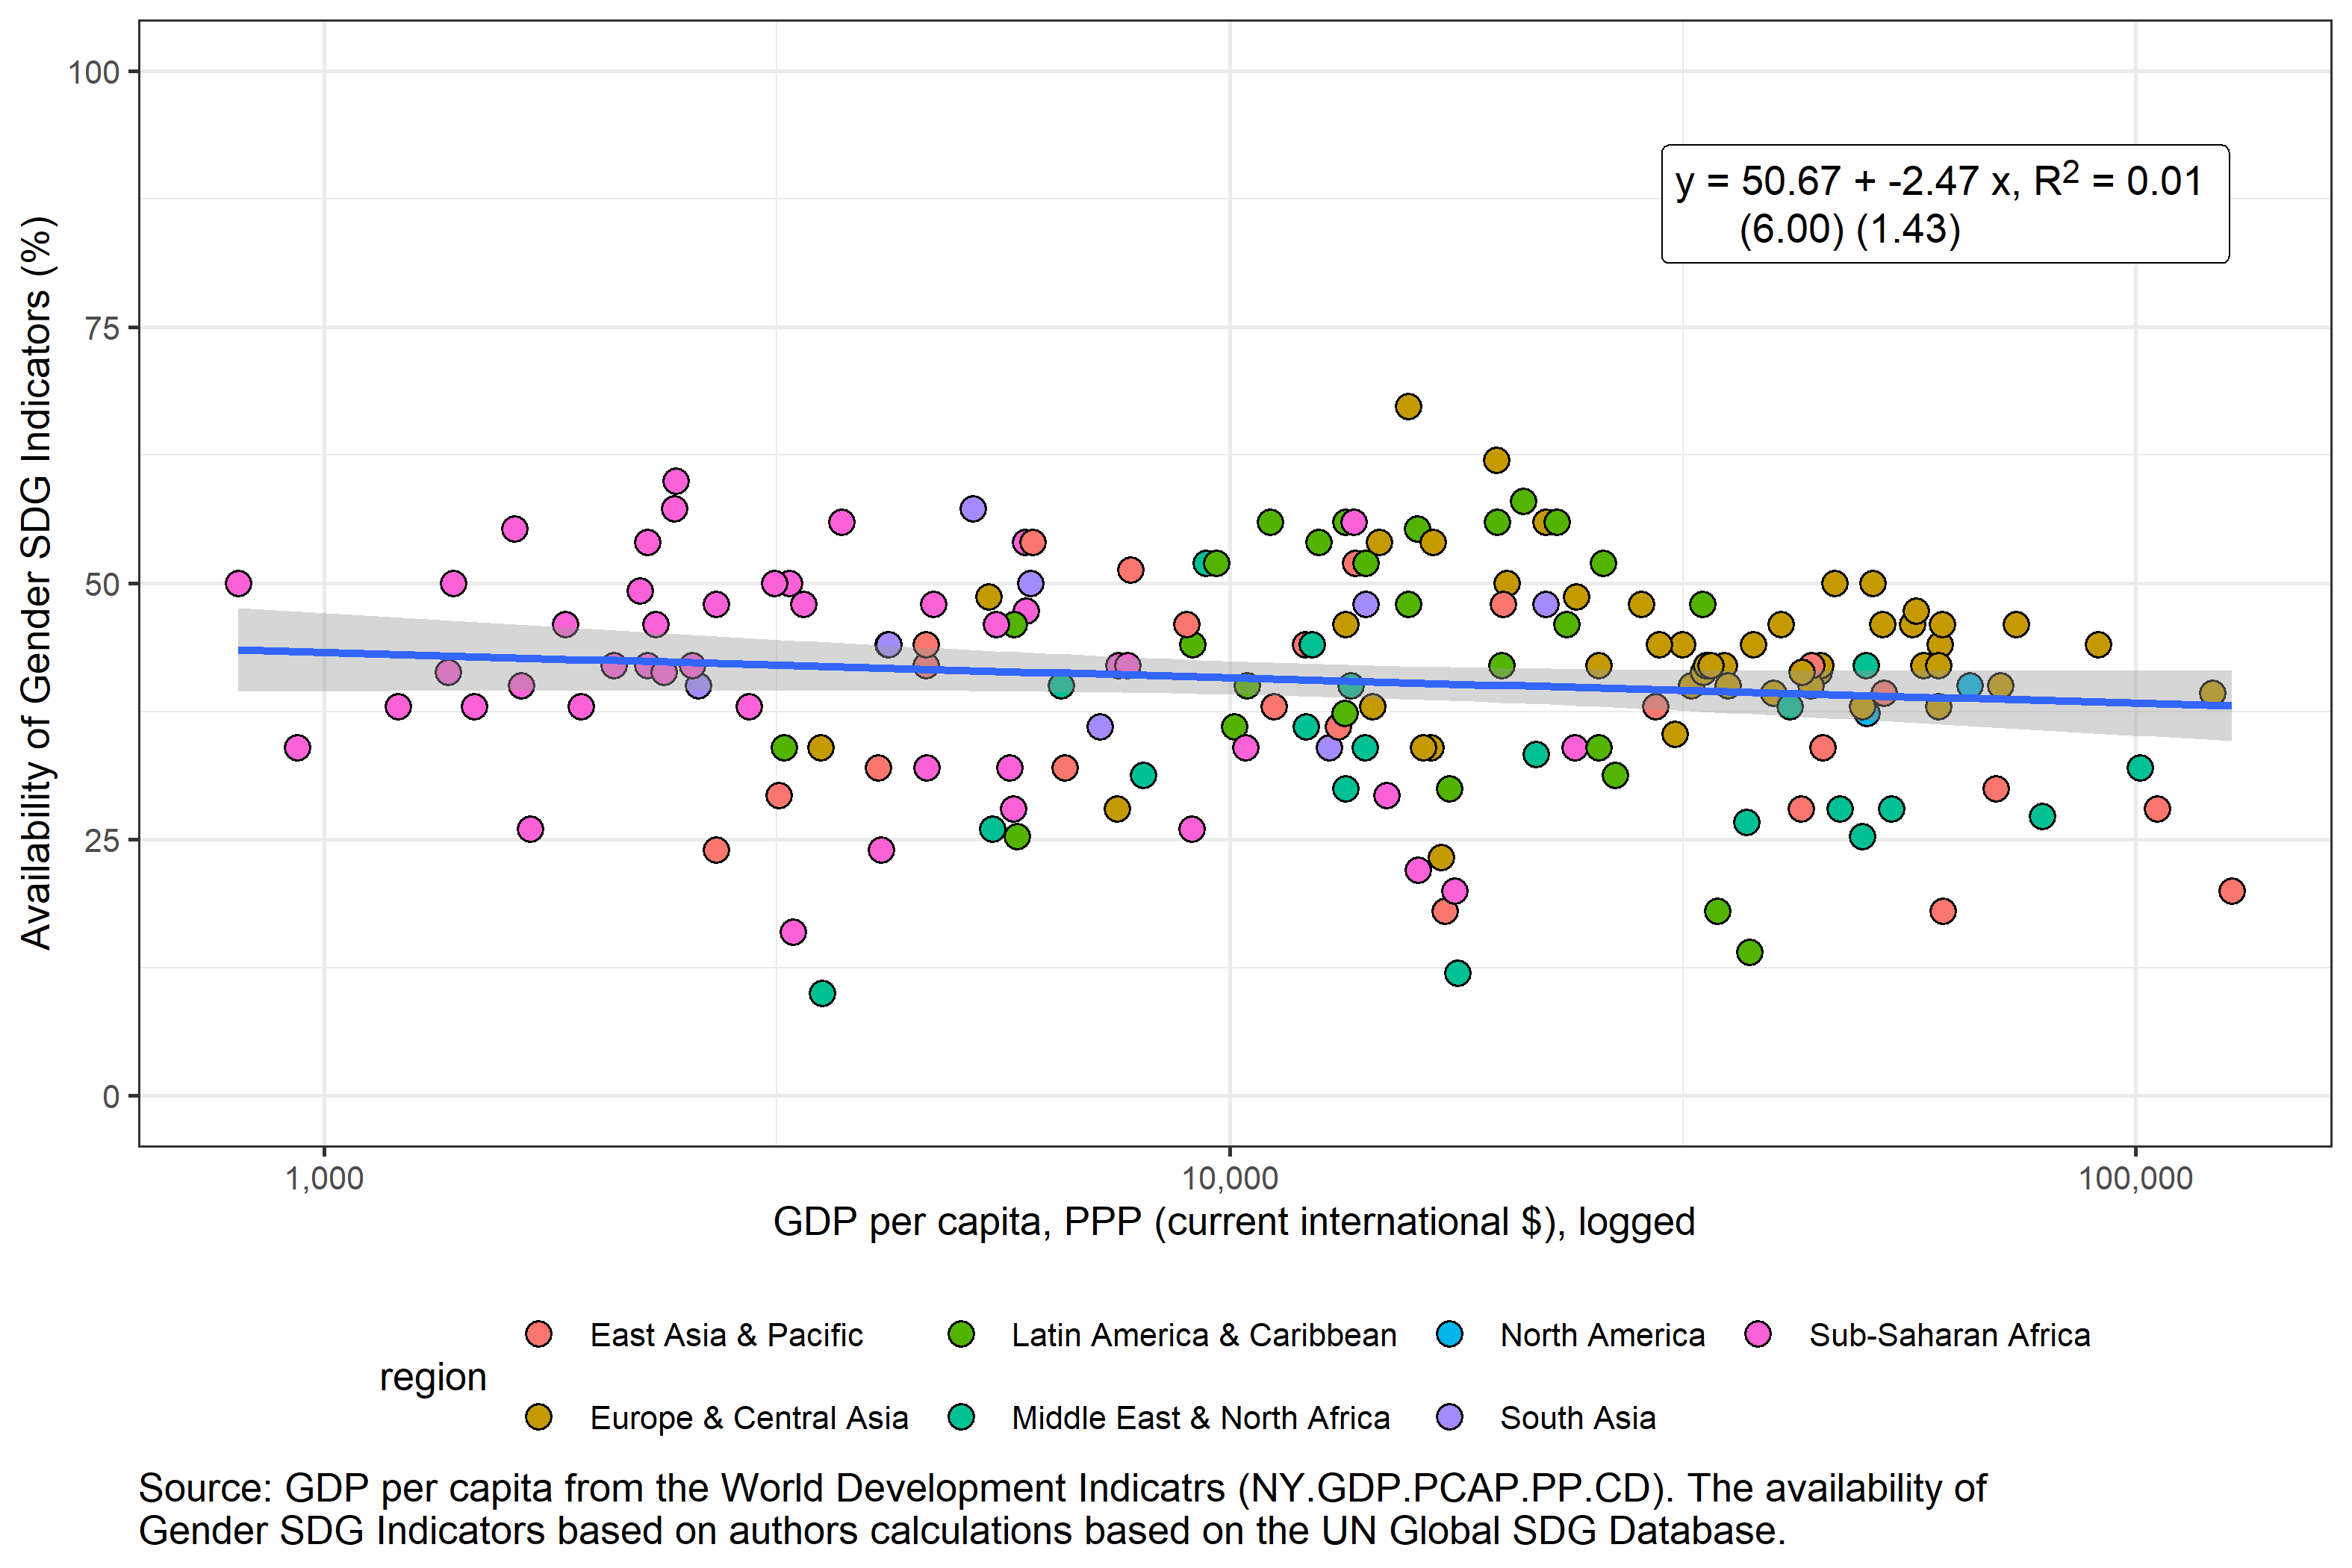 100
75
50
25
0
Availability of Gender SDG Indicators (%)
y = 50.67 + -2.47 x, R² = 0.01
(6.00) (1.43)
1,000
10,000
100,000
GDP per capita, PPP (current international $), logged
region
East Asia & Pacific
Europe & Central Asia
Latin America & Caribbean
Middle East & North Africa
North America
South Asia
Sub-Saharan Africa
Source: GDP per capita from the World Development Indicatrs (NY.GDP.PCAP.PP.CD). The availability of
Gender SDG Indicators based on authors calculations based on the UN Global SDG Database.